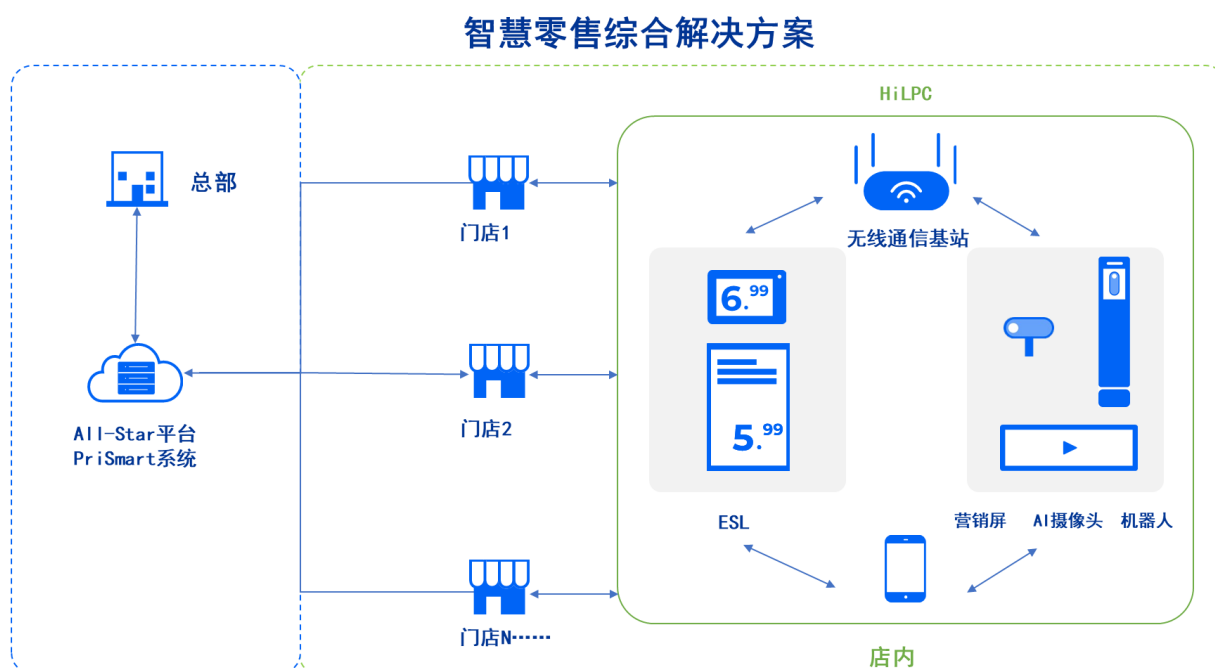 智慧零售综合解决方案
总部
All-Star平台
PriSmart系统
门店1
门店2
门店N……
HiLPC
无线通信基站
6.99
5.99
ESL
营销屏 AI摄像头 机器人
店内